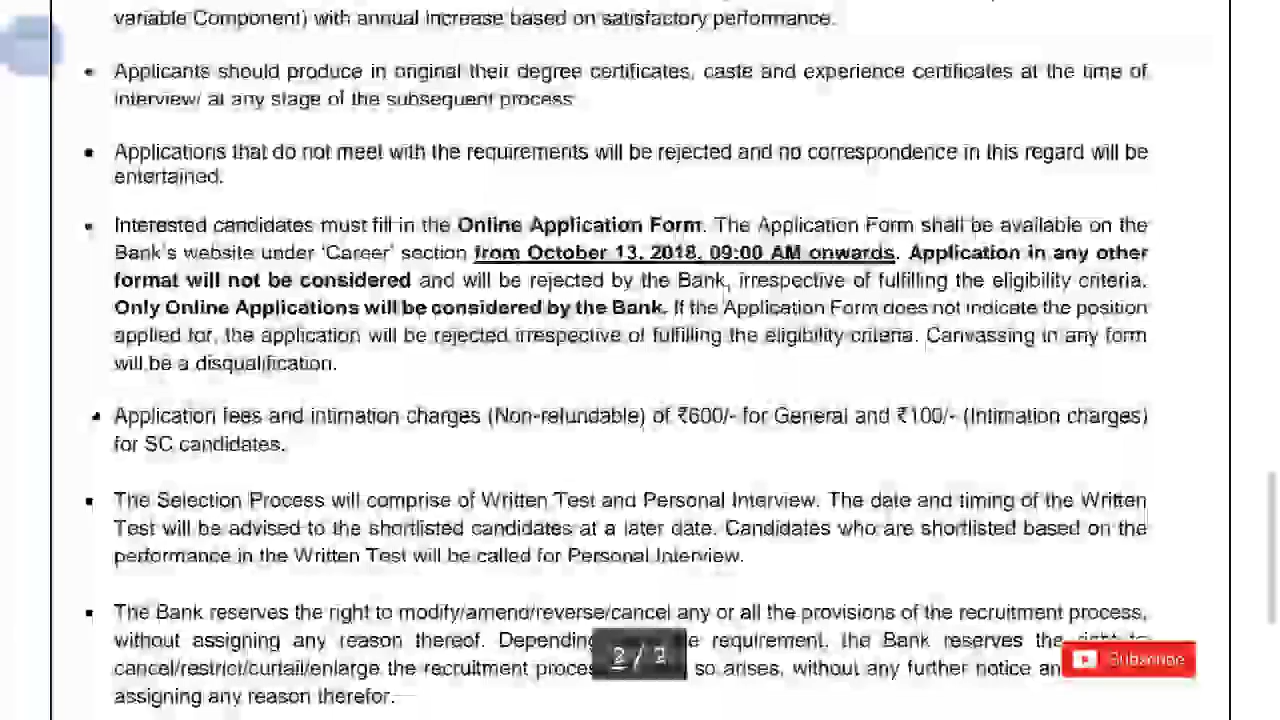 variable Component) with annual increase based on satisfactory performance.
Applicants should produce in original their degree certificates, caste and experience certificates at the time of
interview/ at any stage of the subsequent process
Applications that do not meet with the requirements will be rejected and no correspondence in this regard will be
entertained.
Interested candidates must fill in the Online Application Form. The Application Form shall be available on the
Bank's website under 'Career' section from October 13, 2018, 09:00 AM onwards. Application in any other
format will not be considered and will be rejected by the Bank, irrespective of fulfilling the eligibility criteria.
Only Online Applications will be considered by the Bank. If the Application Form does not indicate the position
applied for, the application will be rejected irrespective of fulfilling the eligibility criteria. Canvassing in any form
will be a disqualification.
Application fees and intimation charges (Non-refundable) of ₹600/- for General and ₹100/- (Intimation charges)
for SC candidates.
The Selection Process will comprise of Written Test and Personal Interview. The date and timing of the Written
Test will be advised to the shortlisted candidates at a later date. Candidates who are shortlisted based on the
performance in the Written Test will be called for Personal Interview.
The Bank reserves the right to modify/amend/reverse/cancel any or all the provisions of the recruitment process,
without assigning any reason thereof. Depending requirement, the Bank reserves the right to
cancel/restrict/curtail/enlarge the recruitment so arises, without any further notice
assigning any reason therefor.
Subscribe